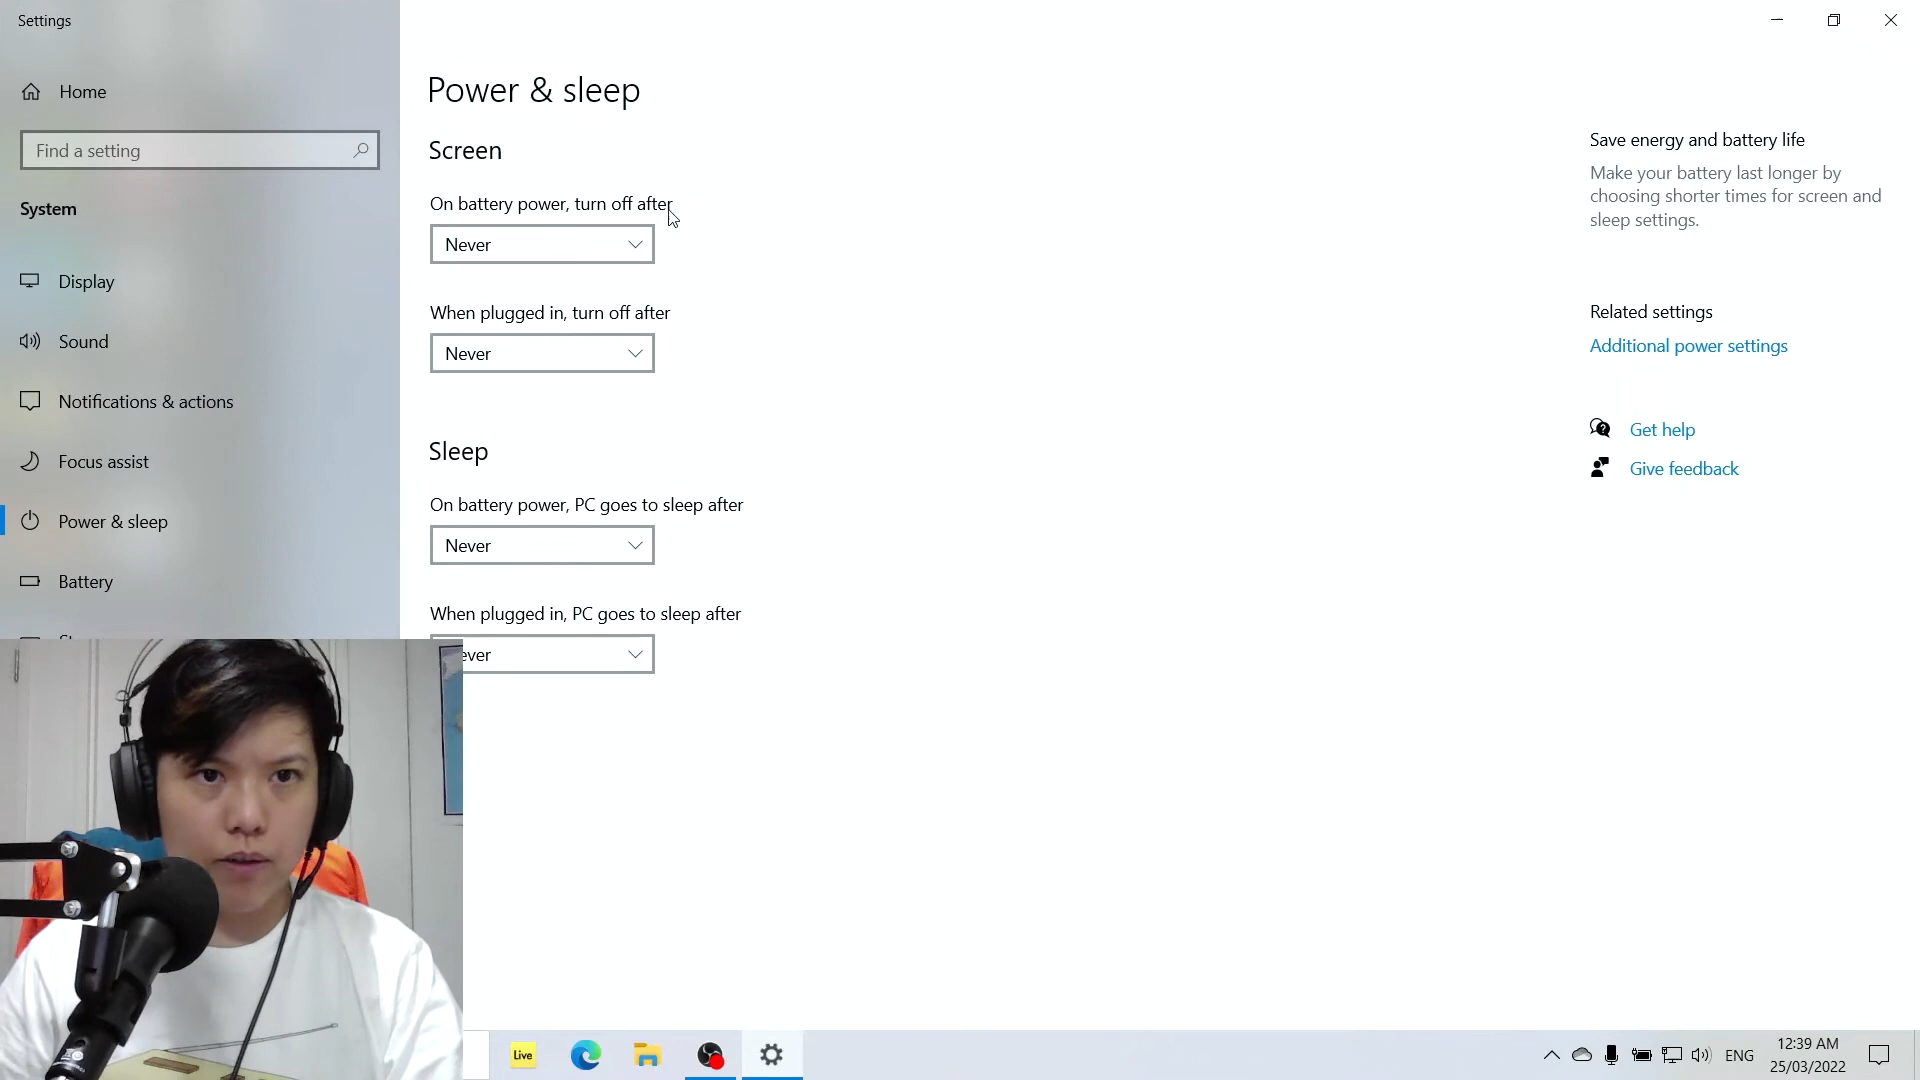 Settings
Home
Find a setting
System
Display
Sound
Notifications & actions
Focus assist
Power & sleep
Battery
Power & sleep
Screen
On battery power, turn off after
Never
When plugged in, turn off after
Never
Sleep
On battery power, PC goes to sleep after
Never
When plugged in, PC goes to sleep after
ever
Save energy and battery life
Make your battery last longer by
choosing shorter times for screen and
sleep settings.
Related settings
Additional power settings
Get help
Give feedback
Live
ENG
12:39 AM
25/03/2022